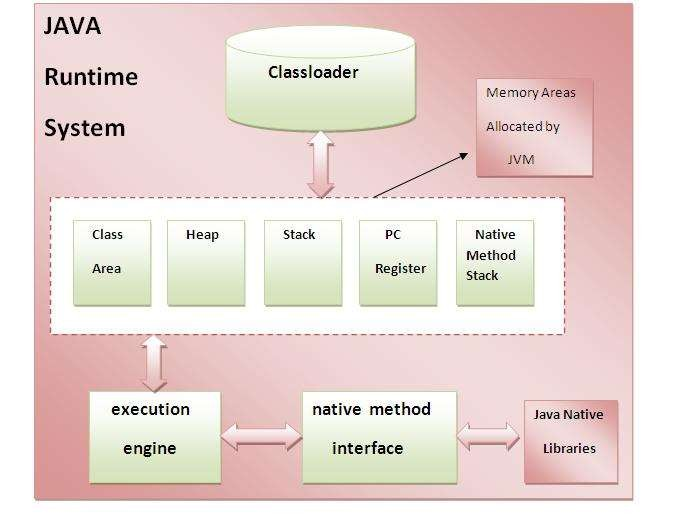 JAVA
Runtime
System
Classloader
Memory Areas
Allocated by
JVM
Class
Area
Heap
Stack
PC
Register
Native
Method
Stack
execution
engine
native method
interface
Java Native
Libraries